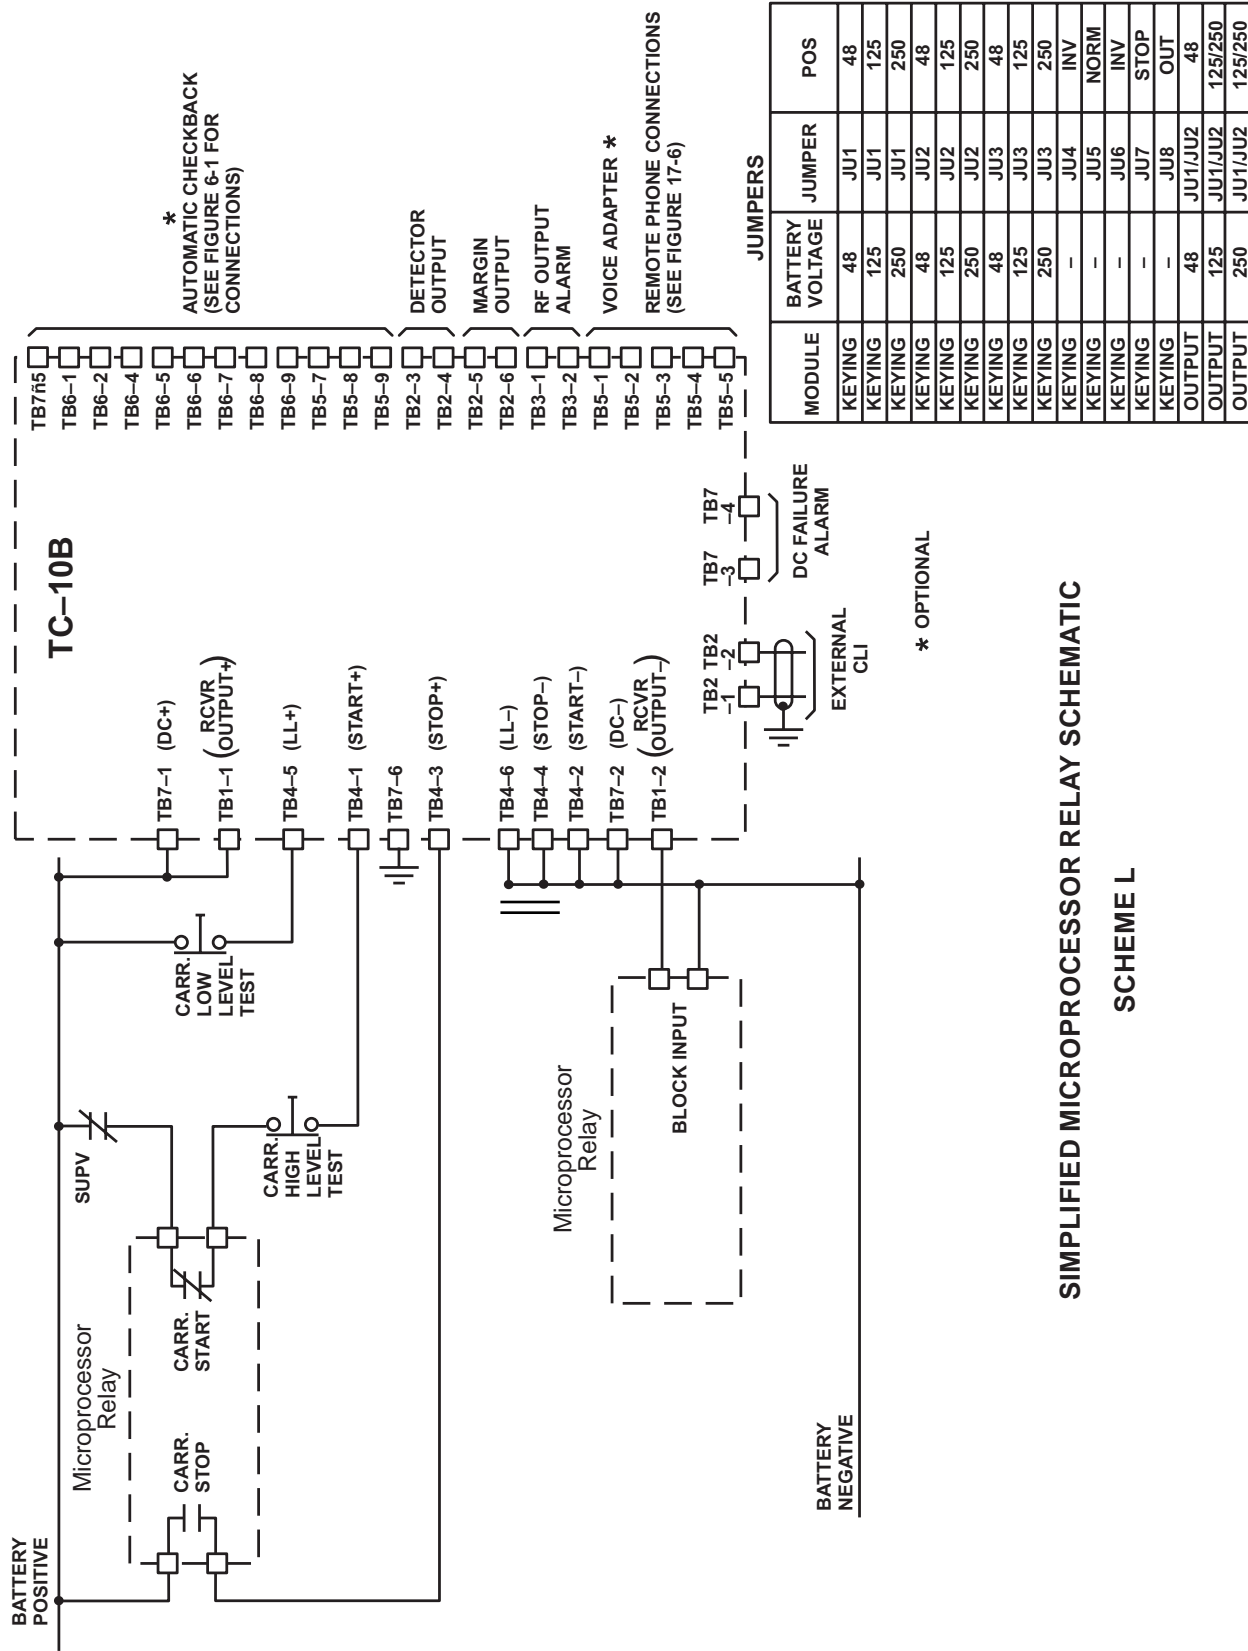 BATTERY
POSITIVE
Microprocessor
Relay
CARR.
STOP
CARR.
START
SUPV
CARR.
HIGH
LEVEL
TEST
CARR.
LOW
LEVEL
TEST
TC–10B
TB7–1 (DC+)
TB1–1 (RCVR OUTPUT+)
TB4–5 (LL+)
TB4–1 (START+)
TB7–6
TB4–3 (STOP+)
TB4–6 (LL–)
TB4–4 (STOP–)
TB4–2 (START–)
TB7–2 (DC–)
TB1–2 (RCVR OUTPUT–)
Microprocessor
Relay
BLOCK INPUT
BATTERY
NEGATIVE
TB7ñ5
TB6–1
TB6–2
TB6–4
TB6–5
TB6–6
TB6–7
TB6–8
TB6–9
TB5–7
TB5–8
TB5–9
TB2–3
TB2–4
TB2–5
TB2–6
TB3–1
TB3–2
TB5–1
TB5–2
TB5–3
TB5–4
TB5–5
*
AUTOMATIC CHECKBACK
(SEE FIGURE 6-1 FOR
CONNECTIONS)
DETECTOR
OUTPUT
MARGIN
OUTPUT
RF OUTPUT
ALARM
VOICE ADAPTER *
REMOTE PHONE CONNECTIONS
(SEE FIGURE 17-6)
TB2
–1
TB2
–2
TB7
–3
TB7
–4
EXTERNAL
CLI
DC FAILURE
ALARM
* OPTIONAL
JUMPERS
MODULE BATTERY VOLTAGE JUMPER POS
KEYING 48 JU1 48
KEYING 125 JU1 125
KEYING 250 JU1 250
KEYING 48 JU2 48
KEYING 125 JU2 125
KEYING 250 JU2 250
KEYING 48 JU3 48
KEYING 125 JU3 125
KEYING 250 JU3 250
KEYING – JU4 INV
KEYING – JU5 NORM
KEYING – JU6 INV
KEYING – JU7 STOP
KEYING – JU8 OUT
OUTPUT 48 JU1/JU2 48
OUTPUT 125 JU1/JU2 125/250
OUTPUT 250 JU1/JU2 125/250
SIMPLIFIED MICROPROCESSOR RELAY SCHEMATIC
SCHEME L